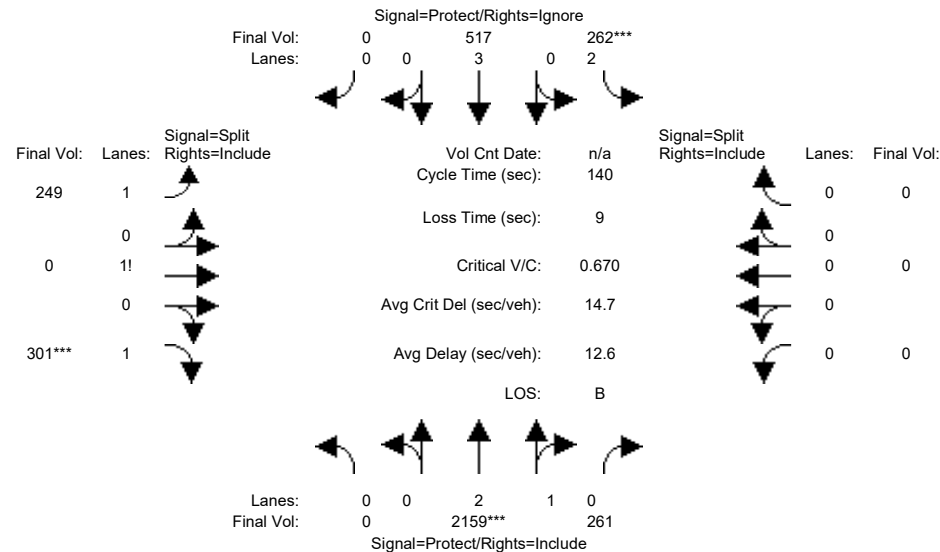 Signal=Protect/Rights=Ignore
Final Vol: 0 517 262***
Lanes: 0 0 3 0 2
Signal=Split Signal=Split
Final Vol: Lanes: Rights=Include Vol Cnt Date: n/a Rights=Include Lanes: Final Vol:
Cycle Time (sec): 140
249 1 0 0
Loss Time (sec): 9
0 0
0 1! Critical V/C: 0.670 0 0
0 Avg Crit Del (sec/veh): 14.7 0
301*** 1 Avg Delay (sec/veh): 12.6 0 0
LOS: B
Lanes: 0 0 2 1 0
Final Vol: 0 2159*** 261
Signal=Protect/Rights=Include